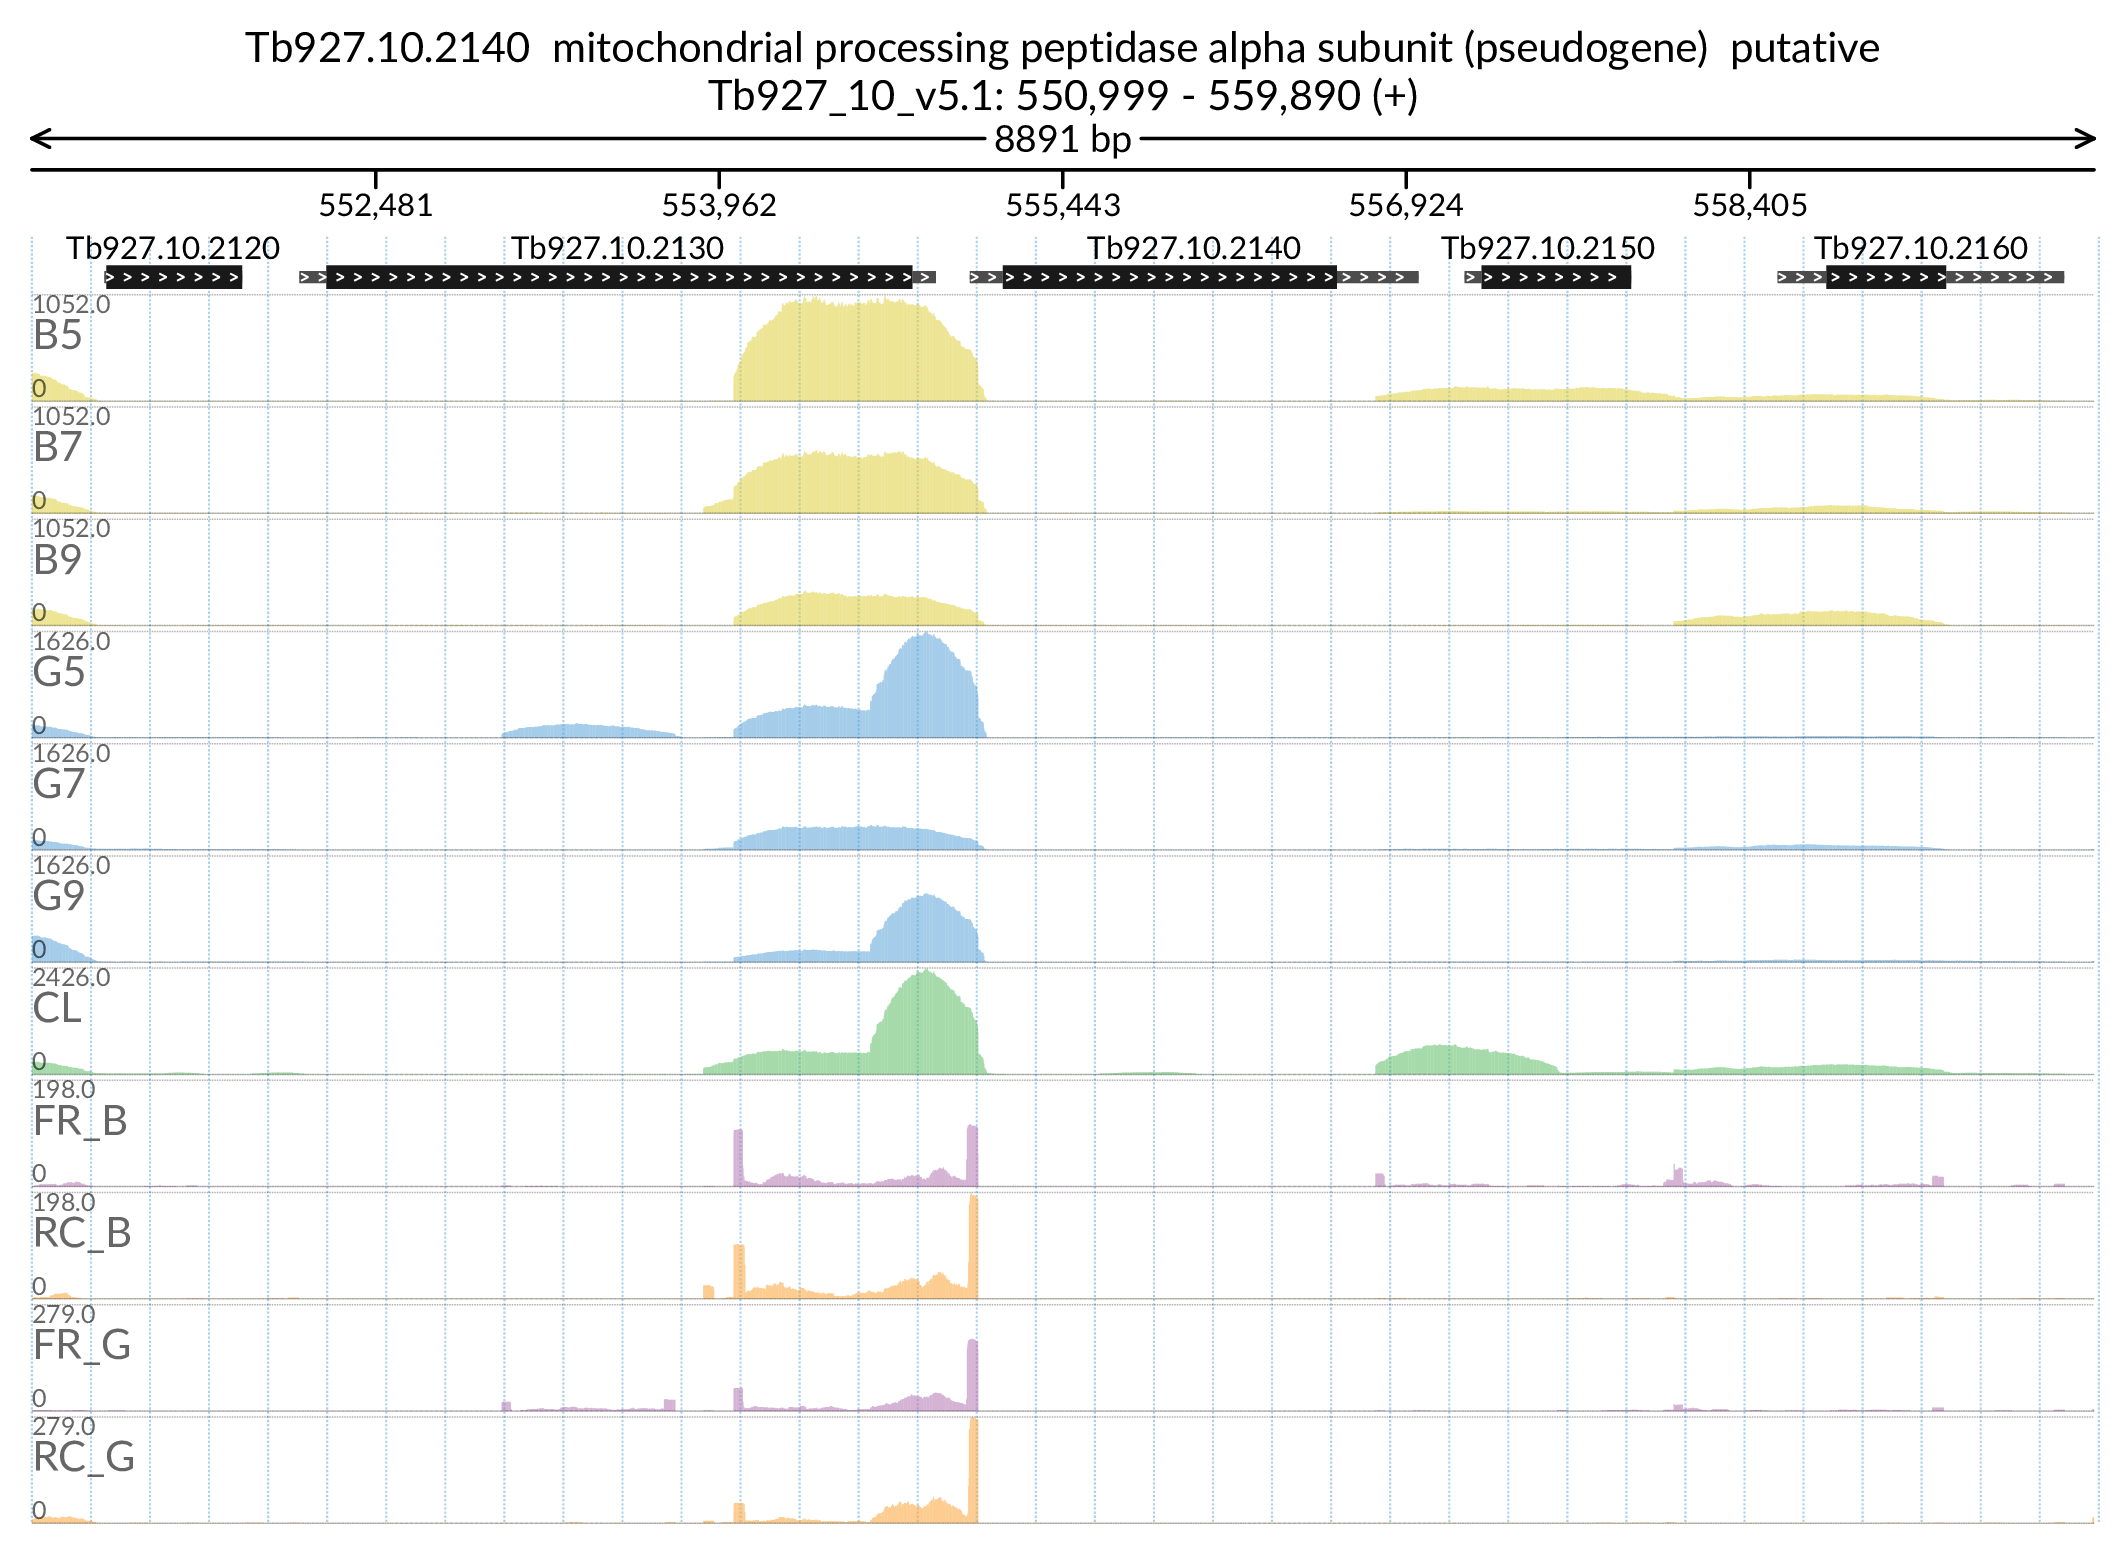 Tb927.10.2140  mitochondrial processing peptidase alpha subunit (pseudogene)  putative
Tb927_10_v5.1: 550,999 - 559,890 (+)
8891 bp
552,481 553,962 555,443 556,924 558,405
Tb927.10.2120 Tb927.10.2130 Tb927.10.2140 Tb927.10.2150 Tb927.10.2160
1052.0
B5
0
1052.0
B7
0
1052.0
B9
0
1626.0
G5
0
1626.0
G7
0
1626.0
G9
0
2426.0
CL
0
198.0
FR_B
0
198.0
RC_B
0
279.0
FR_G
0
279.0
RC_G
0